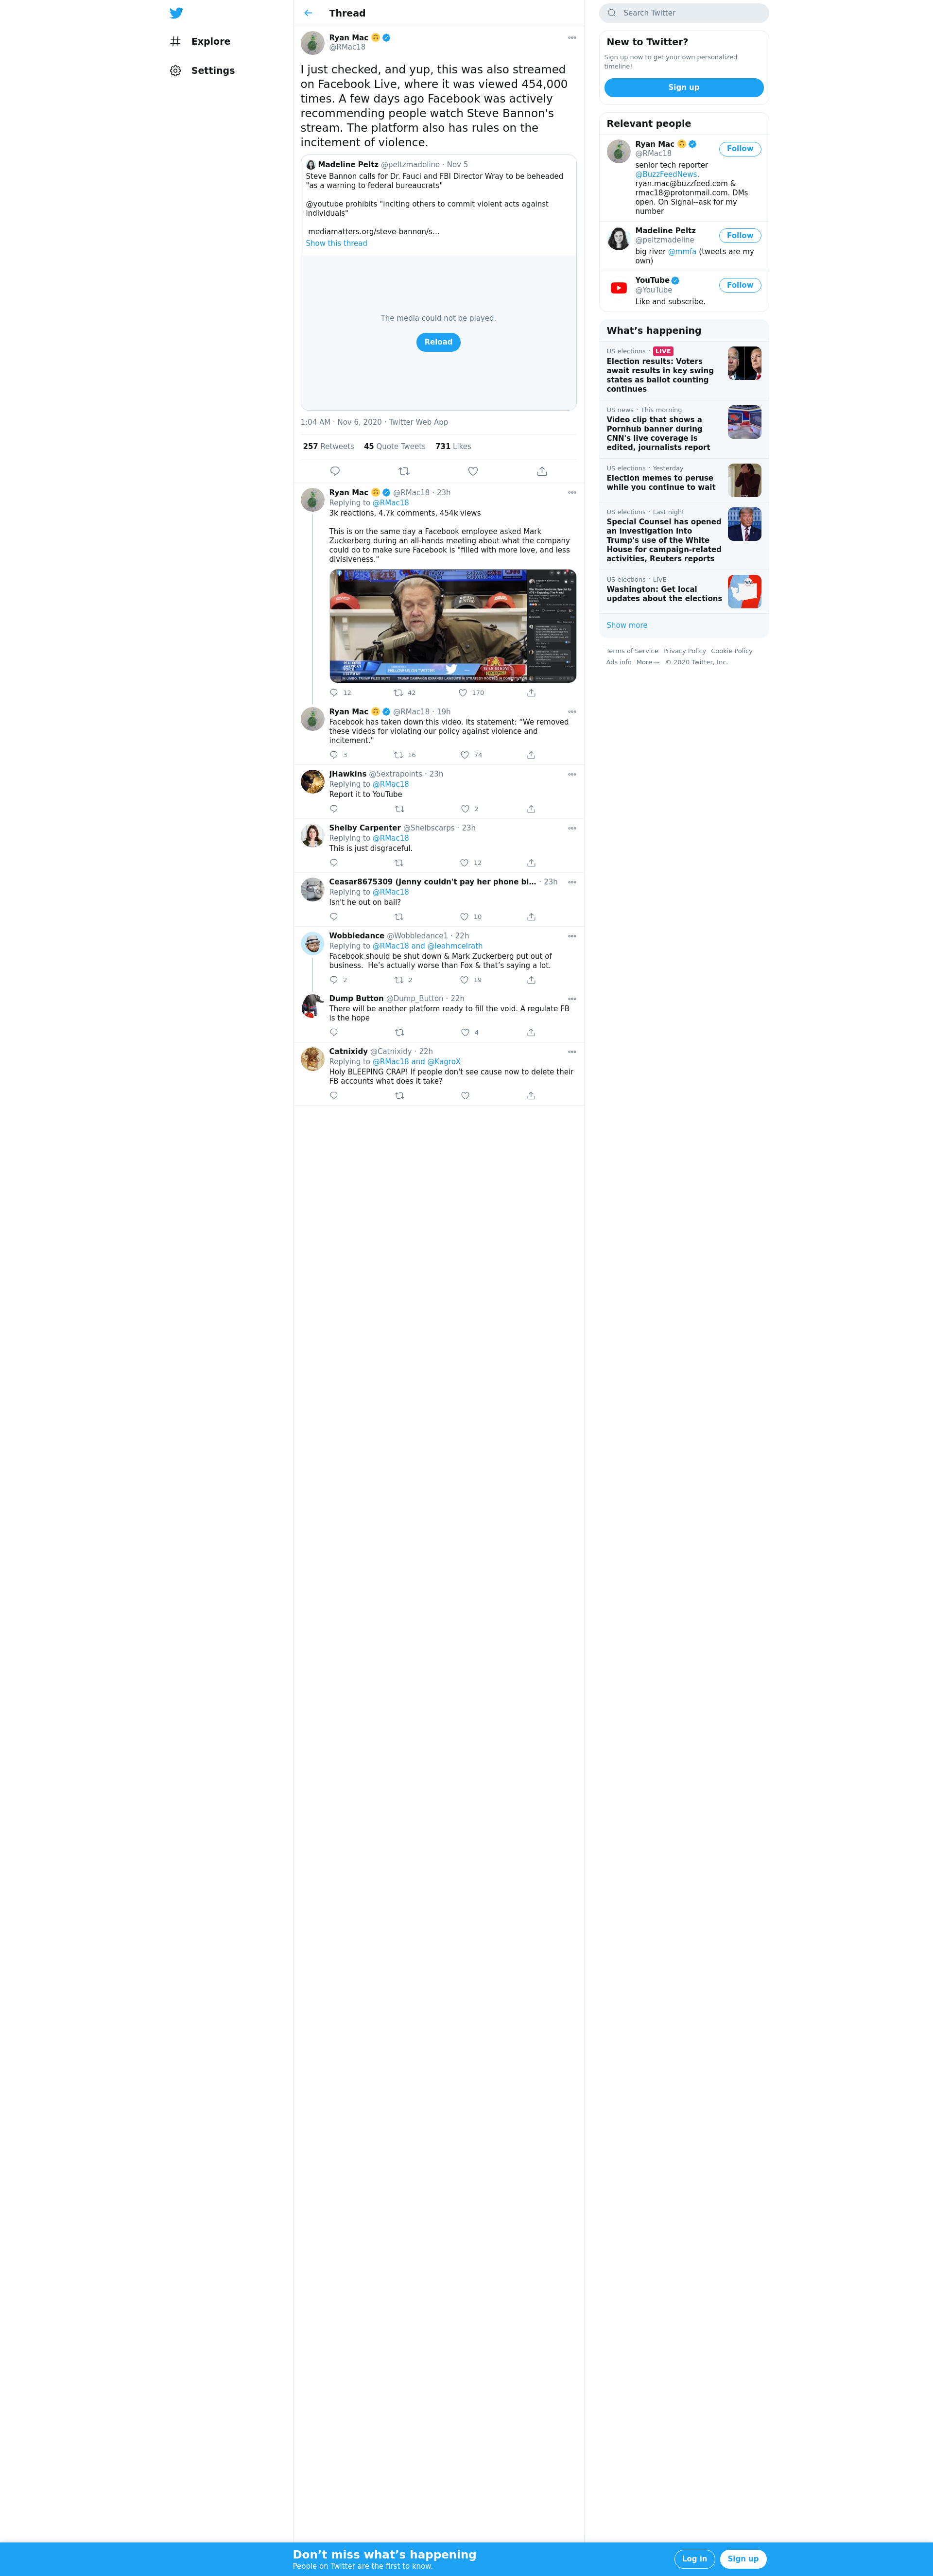 Explore
Settings
Thread
Ryan Mac 🙃
@RMac18
I just checked, and yup, this was also streamed
on Facebook Live, where it was viewed 454,000
times. A few days ago Facebook was actively
recommending people watch Steve Bannon's
stream. The platform also has rules on the
incitement of violence.
Madeline Peltz @peltzmadeline · Nov 5
Steve Bannon calls for Dr. Fauci and FBI Director Wray to be beheaded
"as a warning to federal bureaucrats"
@youtube prohibits "inciting others to commit violent acts against
individuals"
mediamatters.org/steve-bannon/s…
Show this thread
The media could not be played.
Reload
1:04 AM · Nov 6, 2020 · Twitter Web App
257 Retweets 45 Quote Tweets 731 Likes
Ryan Mac 🙃 @RMac18 · 23h
Replying to @RMac18
3k reactions, 4.7k comments, 454k views
This is on the same day a Facebook employee asked Mark
Zuckerberg during an all-hands meeting about what the company
could do to make sure Facebook is "filled with more love, and less
divisiveness."
FOLLOW US ON TWITTER
WARROOM
12 42 170
Ryan Mac 🙃 @RMac18 · 19h
Facebook has taken down this video. Its statement: “We removed
these videos for violating our policy against violence and
incitement."
3 16 74
JHawkins @5extrapoints · 23h
Replying to @RMac18
Report it to YouTube
2
Shelby Carpenter @Shelbscarps · 23h
Replying to @RMac18
This is just disgraceful.
12
Ceasar8675309 (Jenny couldn't pay her phone bi… · 23h
Replying to @RMac18
Isn't he out on bail?
10
Wobbledance @Wobbledance1 · 22h
Replying to @RMac18 and @leahmcelrath
Facebook should be shut down & Mark Zuckerberg put out of
business.  He’s actually worse than Fox & that’s saying a lot.
2 2 19
Dump Button @Dump_Button · 22h
There will be another platform ready to fill the void. A regulate FB
is the hope
4
Catnixidy @Catnixidy · 22h
Replying to @RMac18 and @KagroX
Holy BLEEPING CRAP! If people don't see cause now to delete their
FB accounts what does it take?
Search Twitter
New to Twitter?
Sign up now to get your own personalized
timeline!
Sign up
Relevant people
Ryan Mac 🙃
@RMac18
Follow
senior tech reporter
@BuzzFeedNews.
ryan.mac@buzzfeed.com &
rmac18@protonmail.com. DMs
open. On Signal--ask for my
number
Madeline Peltz
@peltzmadeline
Follow
big river @mmfa (tweets are my
own)
YouTube
@YouTube
Follow
Like and subscribe.
What’s happening
US elections · LIVE
Election results: Voters
await results in key swing
states as ballot counting
continues
US news · This morning
Video clip that shows a
Pornhub banner during
CNN's live coverage is
edited, journalists report
US elections · Yesterday
Election memes to peruse
while you continue to wait
US elections · Last night
Special Counsel has opened
an investigation into
Trump's use of the White
House for campaign-related
activities, Reuters reports
US elections · LIVE
Washington: Get local
updates about the elections
Show more
Terms of Service Privacy Policy Cookie Policy
Ads info More ··· © 2020 Twitter, Inc.
Don’t miss what’s happening
People on Twitter are the first to know.
Log in
Sign up